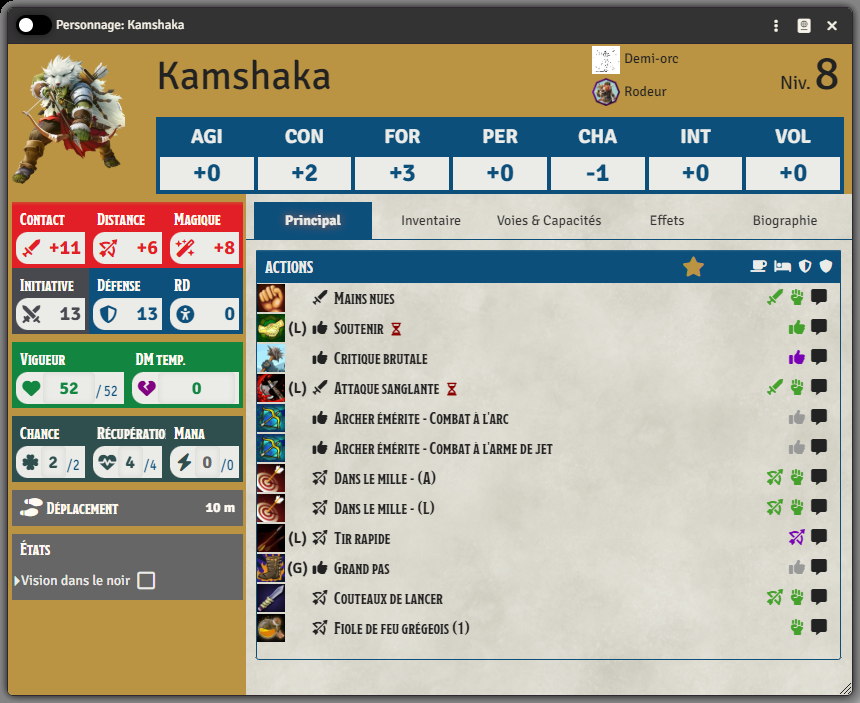 Personnage: Kamshaka
Kamshaka
Demi-orc
Rodeur
Niv. 8
AGI CON FOR PER CHA INT VOL
+0 +2 +3 +0 -1 +0 +0
Contact Distance Magique
+11 +6 +8
Initiative Défense RD
13 13 0
Vigueur DM temp.
52 / 52 0
Chance Récupératio Mana
2 / 2 4 / 4 0 / 0
Déplacement 10 m
États
Vision dans le noir
Principal Inventaire Voies & Capacités Effets Biographie
Actions
Mains nues
(L) Soutenir
Critique brutale
(L) Attaque sanglante
Archer émérite - Combat à l'arc
Archer émérite - Combat à l'arme de jet
Dans le mille - (A)
Dans le mille - (L)
(L) Tir rapide
(G) Grand pas
Couteaux de lancer
Fiole de feu grégeois (1)